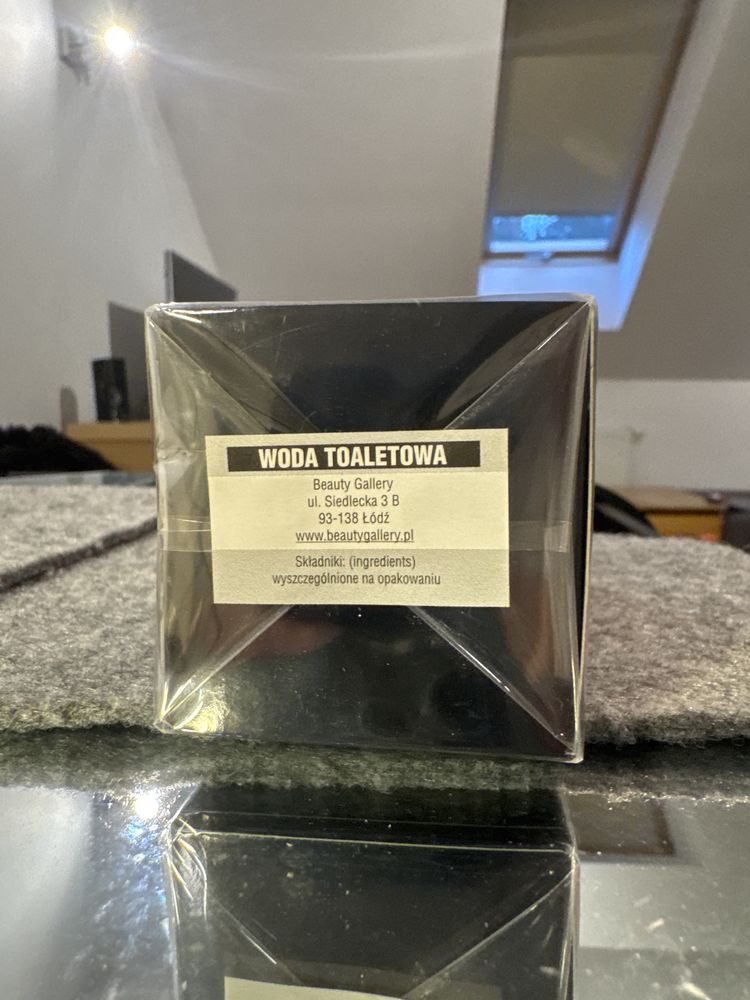 WODA TOALETOWA
Beauty Gallery
ul. Siedlecka 3 B
93-138 Łódź
www.beautygallery.pl
Składniki: (ingredients)
wyszczególnione na opakowaniu